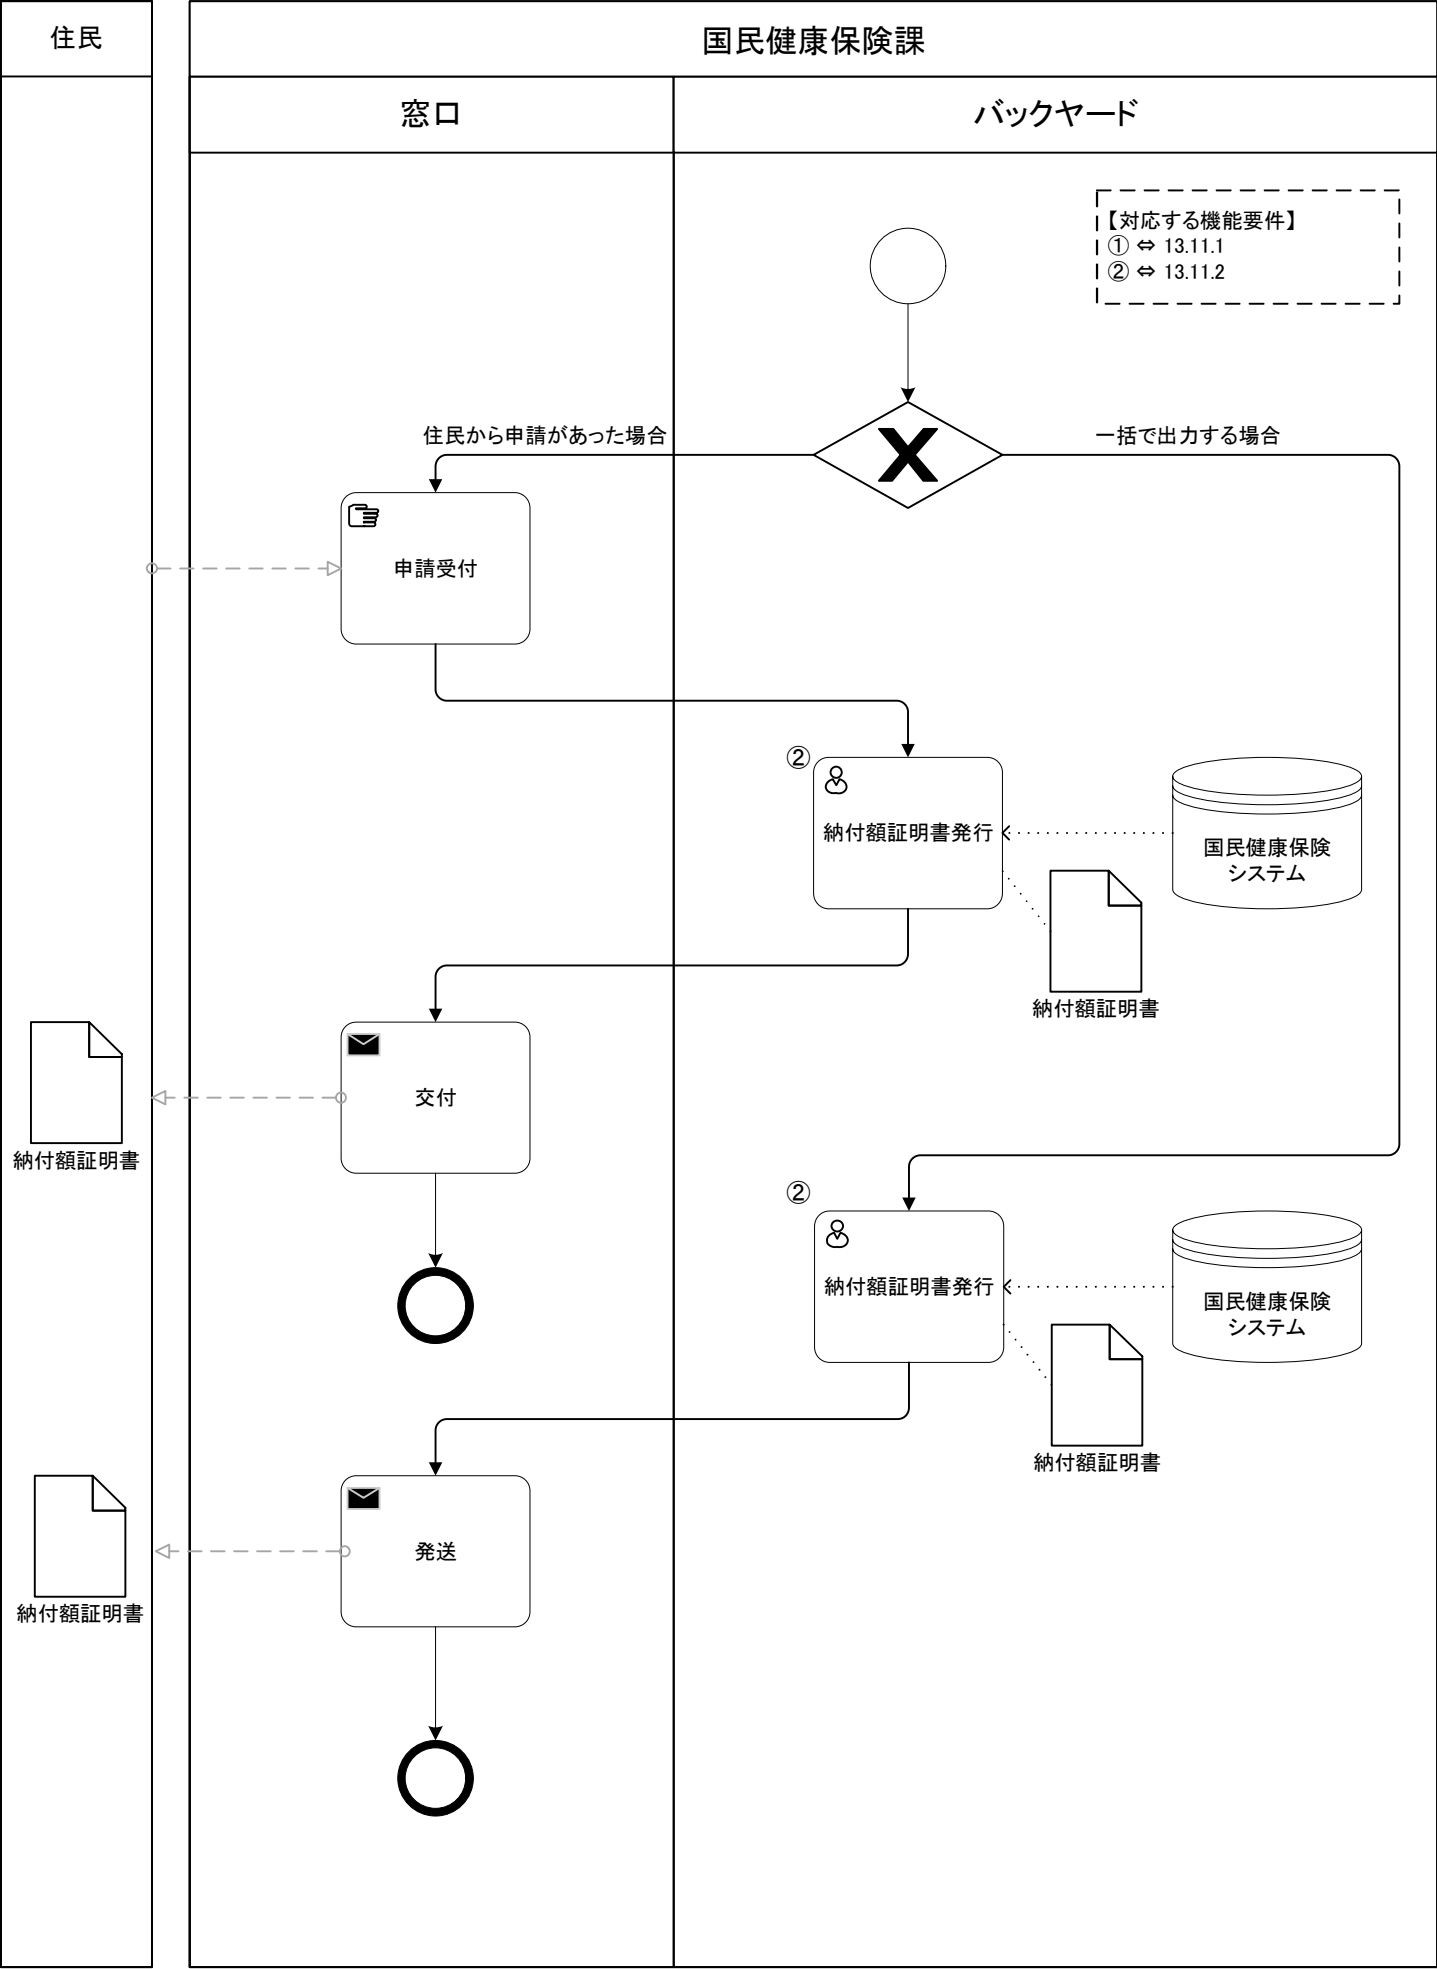 住民
国民健康保険課
窓口
バックヤード
【対応する機能要件】
① ⇔ 13.11.1
② ⇔ 13.11.2
住民から申請があった場合
一括で出力する場合
申請受付
②
納付額証明書発行
国民健康保険
システム
納付額証明書
交付
納付額証明書
②
納付額証明書発行
国民健康保険
システム
納付額証明書
発送
納付額証明書